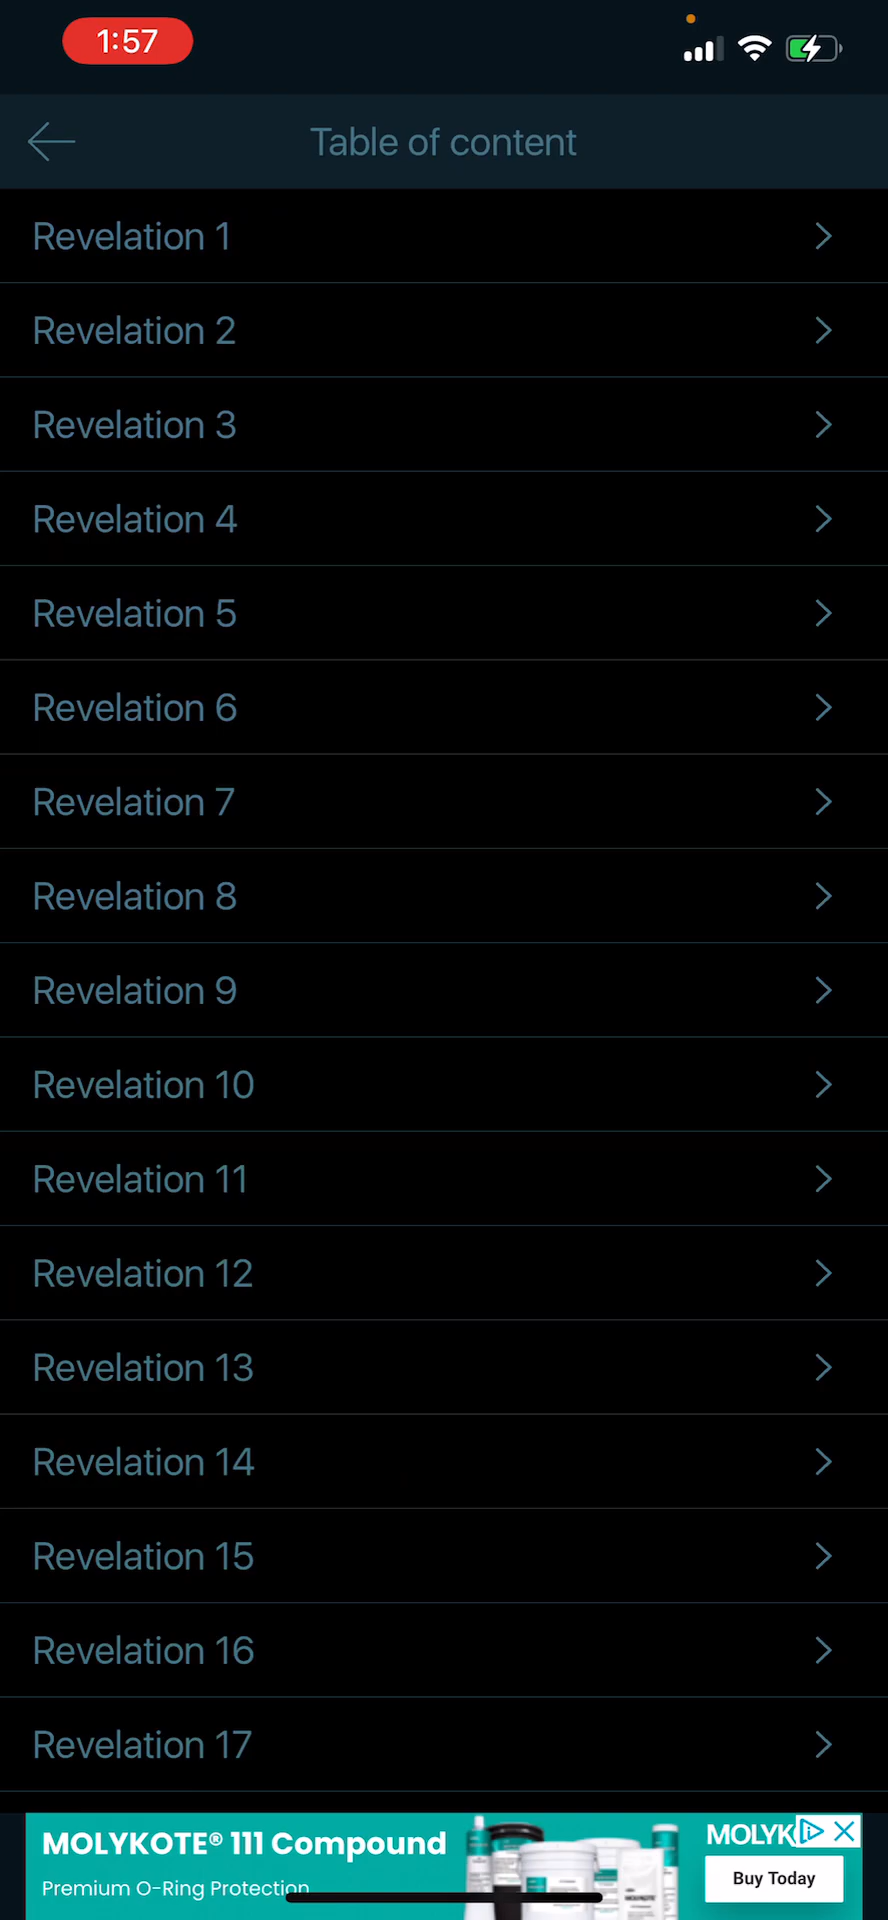 1:57
Table of content
Revelation 1
Revelation 2
Revelation 3
Revelation 4
Revelation 5
Revelation 6
Revelation 7
Revelation 8
Revelation 9
Revelation 10
Revelation 11
Revelation 12
Revelation 13
Revelation 14
Revelation 15
Revelation 16
Revelation 17
MOLYKOTE® 111 Compound
Premium O-Ring Protection
MOLYK
Buy Today